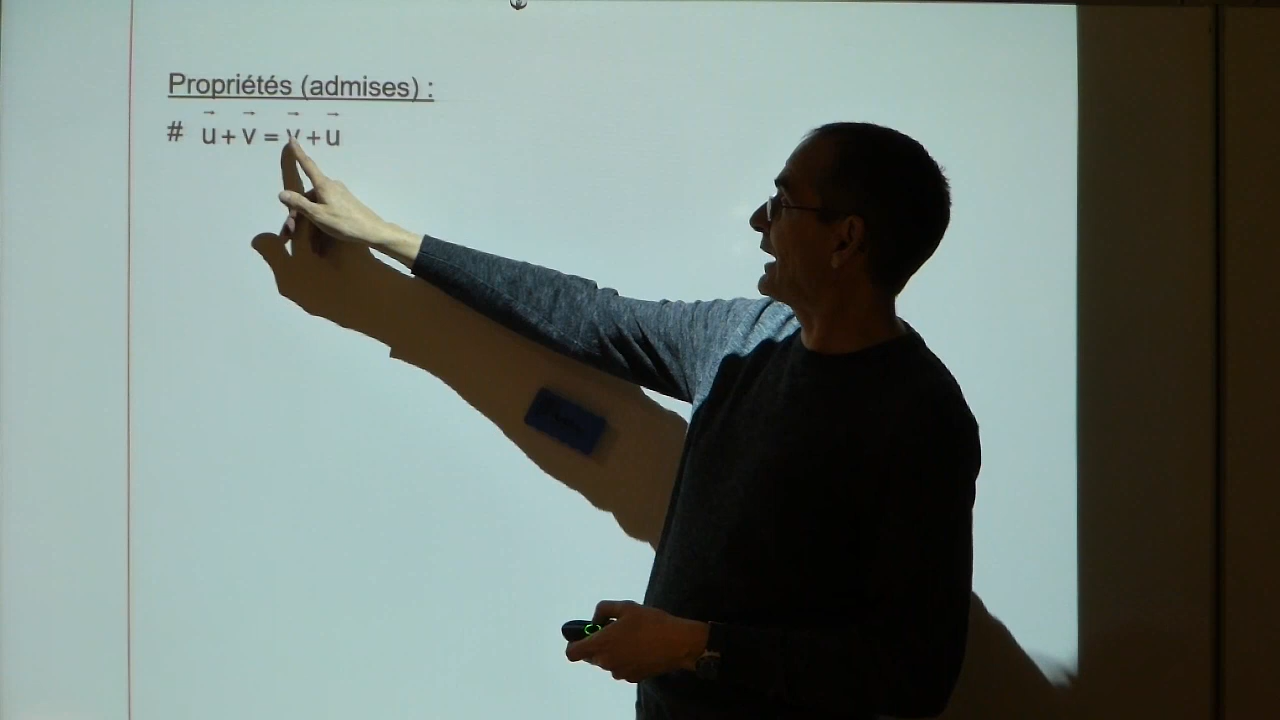 Propriétés (admises) :
# u⃗ + v⃗ = v⃗ + u⃗